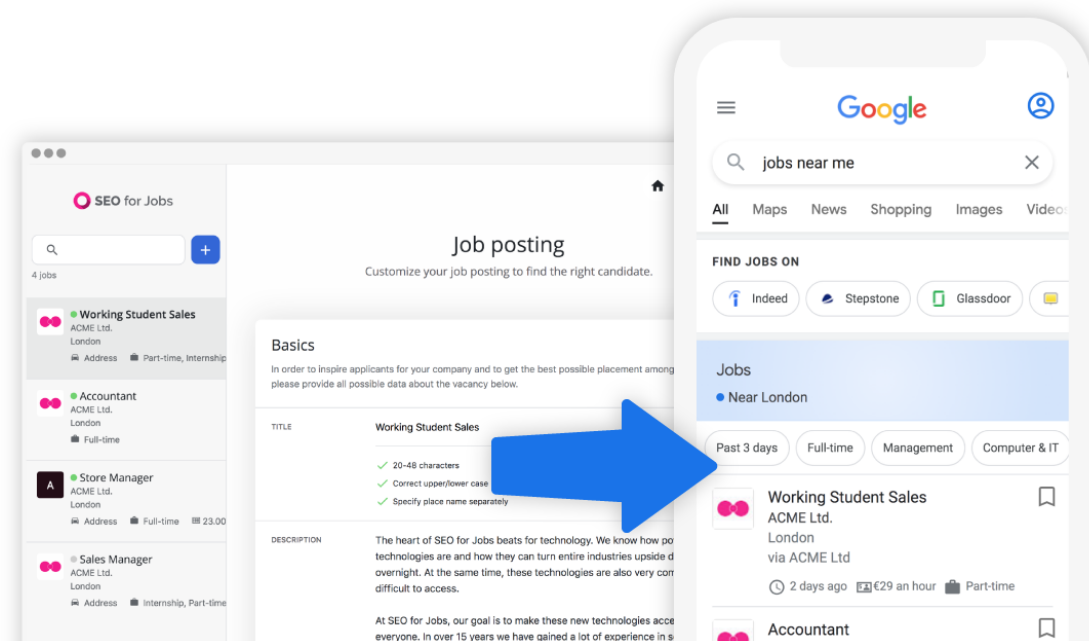 SEO for Jobs
4 jobs
Working Student Sales
ACME Ltd.
London
Address Part-time, Internship
Accountant
ACME Ltd.
London
Full-time
A
Store Manager
ACME Ltd.
London
Address Full-time 23.00
Sales Manager
ACME Ltd.
London
Address Internship, Part-time
Job posting
Customize your job posting to find the right candidate.
Basics
In order to inspire applicants for your company and to get the best possible placement among
please provide all possible data about the vacancy below.
TITLE
Working Student Sales
20-48 characters
Correct upper/lower case
Specify place name separately
DESCRIPTION
The heart of SEO for Jobs beats for technology. We know how po
technologies are and how they can turn entire industries upside d
overnight. At the same time, these technologies are also very com
difficult to access.
At SEO for Jobs, our goal is to make these new technologies acce
everyone. In over 15 years we have gained a lot of experience in s
Google
jobs near me
All Maps News Shopping Images Videos
FIND JOBS ON
Indeed Stepstone Glassdoor
Jobs
Near London
Past 3 days Full-time Management Computer & IT
Working Student Sales
ACME Ltd.
London
via ACME Ltd
2 days ago €29 an hour Part-time
Accountant